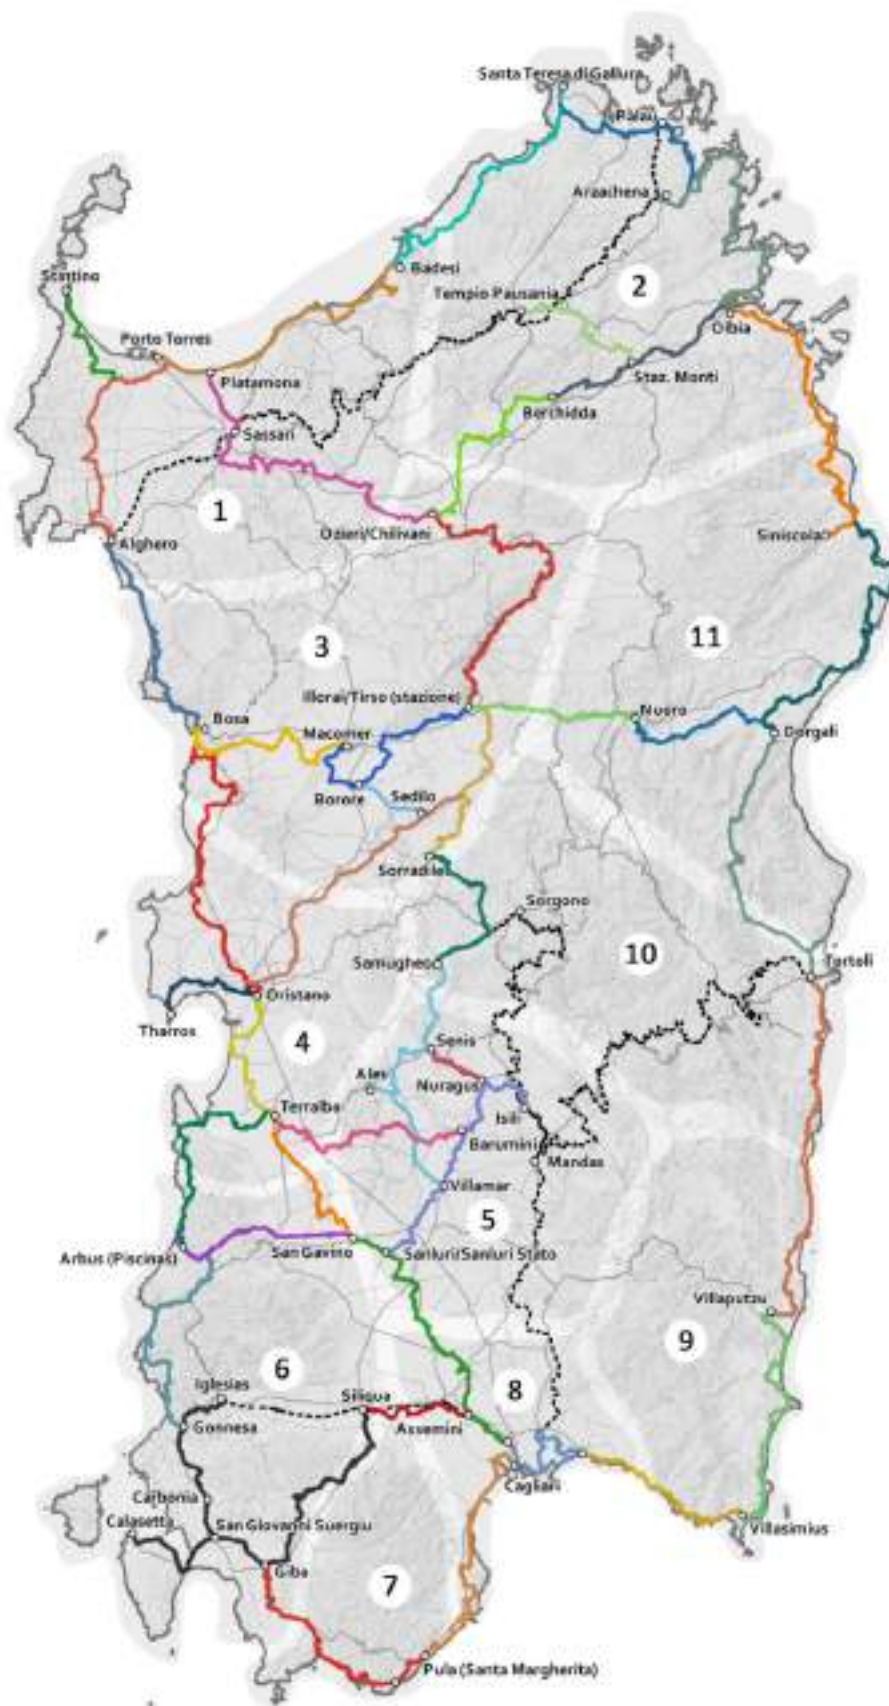 Santa Teresa di Gallura
Palau
Arzachena
Badesi
Stintino
Tempio Pausania
2
Porto Torres
Olbia
Platamona
Staz. Monti
Berchidda
Sassari
1
Ozieri/Chilivani
Siniscola
Alghero
3
11
Illorai/Tirso (stazione)
Nuoro
Bosa
Macomer
Dorgali
Borore
Sedilo
Sorradile
Sorgono
10
Samugheo
Tortolì
Oristano
Tharros
4
Senis
Ales
Nuragus
Isili
Terralba
Barumini
Mandas
Villamar
5
Arbus (Piscinas)
San Gavino
Sanluri/Sanluri Stato
Villaputzu
9
6
Iglesias
Siliqua
8
Gonnesa
Assemini
Cagliari
Carbonia
Calasetta
San Giovanni Suergiu
Villasimius
Giba
7
Pula (Santa Margherita)